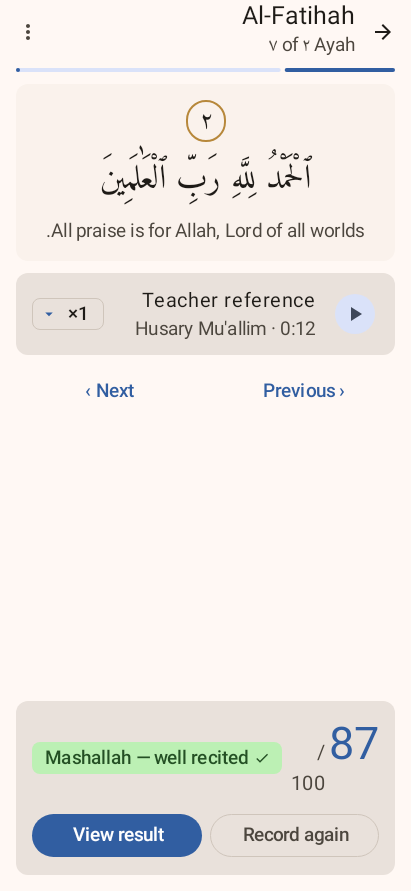 Al-Fatihah
Ayah ٢ of ٧
٢
ٱلْحَمْدُ لِلَّهِ رَبِّ ٱلْعَٰلَمِينَ
All praise is for Allah, Lord of all worlds.
Teacher reference
×1
Husary Mu'allim · 0:12
Previous ›
‹ Next
87 /
100
Mashallah — well recited ✓
Record again
View result